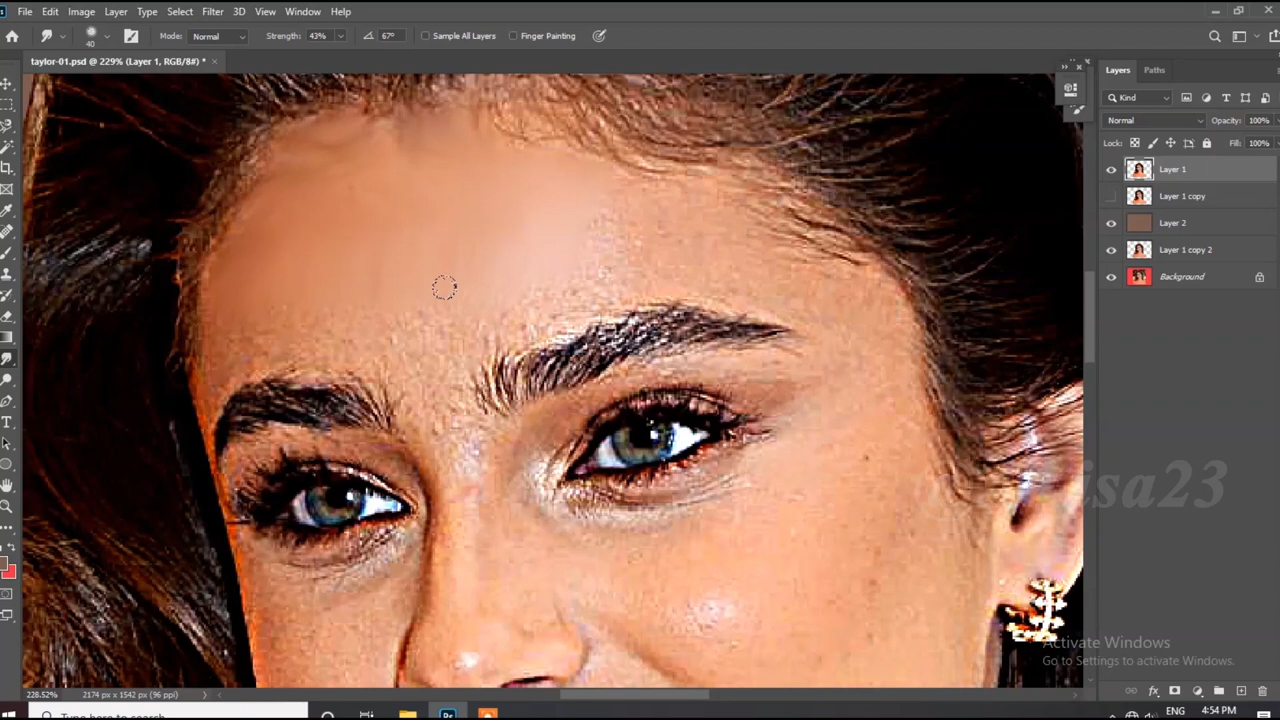 File Edit Image Layer Type Select Filter 3D View Window Help
Mode: Normal Strength: 43% 67° Sample All Layers Finger Painting
40
taylor-01.psd @ 229% (Layer 1, RGB/8#) *
Layers Paths
Kind
Normal Opacity: 100%
Lock: Fill: 100%
Layer 1
Layer 1 copy
Layer 2
Layer 1 copy 2
Background
isa23
Activate Windows
Go to Settings to activate Windows.
228.52% 2174 px x 1542 px (96 ppi)
Type here to search
ENG 4:54 PM